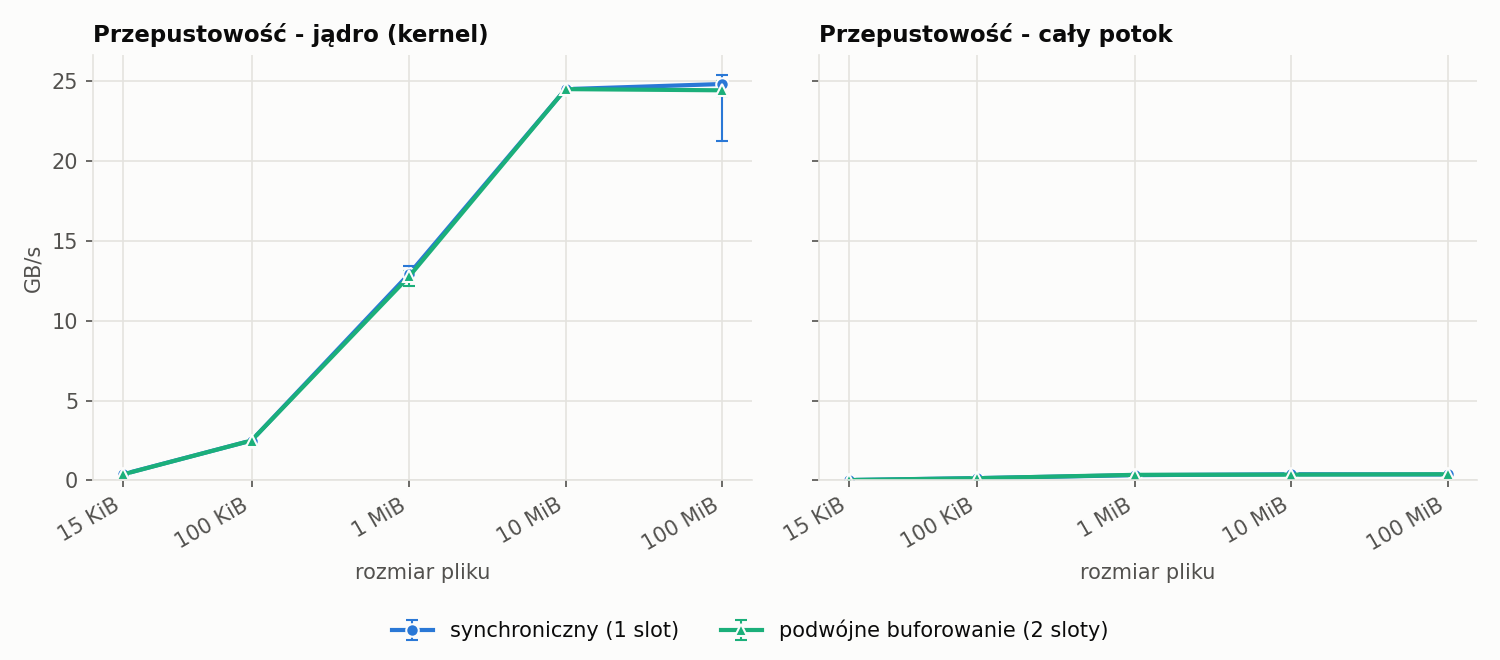 Przepustowość - jądro (kernel)
Przepustowość - cały potok
GB/s
25
20
15
10
5
0
15 KiB
100 KiB
1 MiB
10 MiB
100 MiB
15 KiB
100 KiB
1 MiB
10 MiB
100 MiB
rozmiar pliku
rozmiar pliku
synchroniczny (1 slot)
podwójne buforowanie (2 sloty)